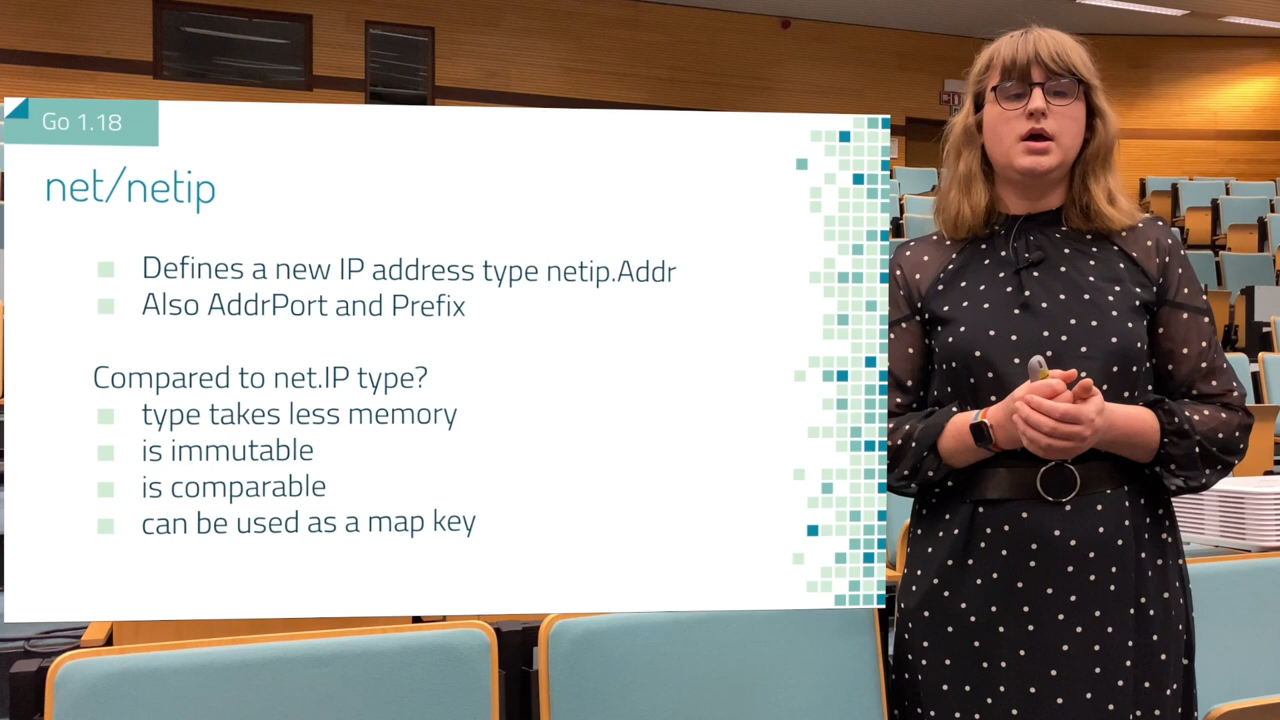 Go 1.18
net/netip
Defines a new IP address type netip.Addr
Also AddrPort and Prefix
Compared to net.IP type?
type takes less memory
is immutable
is comparable
can be used as a map key